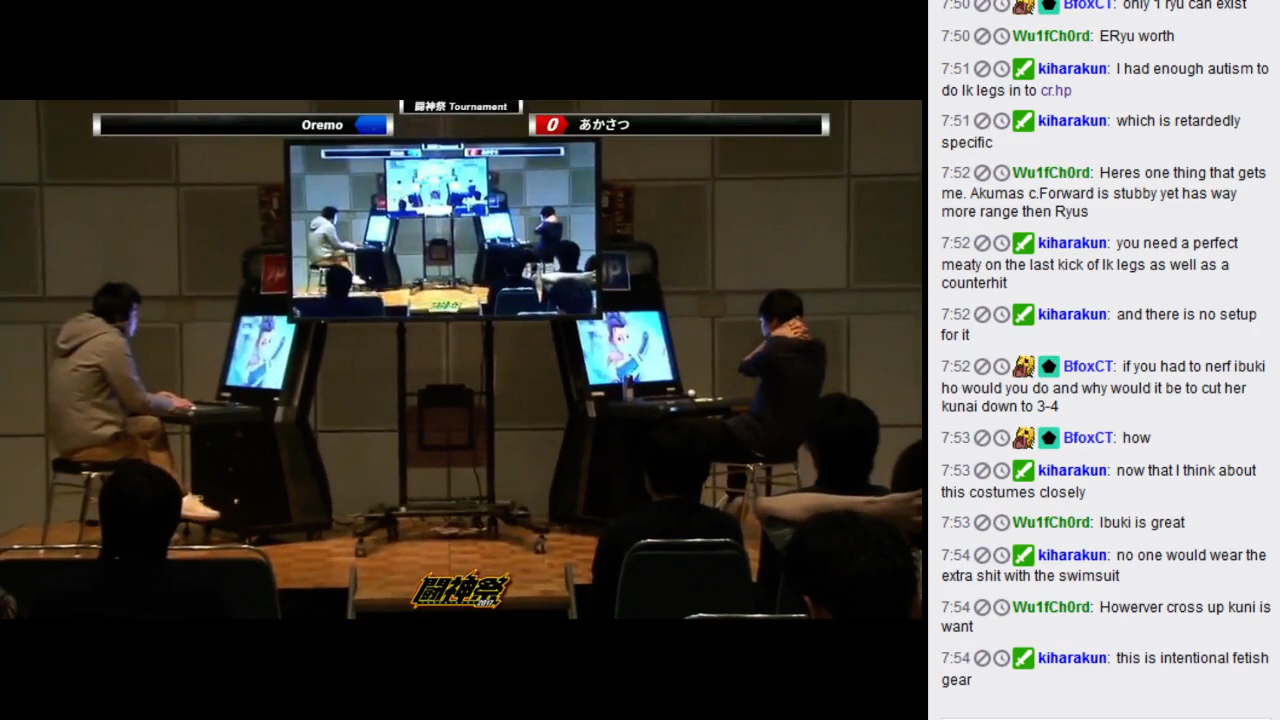 闘神祭 Tournament
Oremo
0 あかさつ
闘神祭
2017
7:50 BfoxCT: only 1 ryu can exist
7:50 Wu1fCh0rd: ERyu worth
7:51 kiharakun: I had enough autism to
do lk legs in to cr.hp
7:51 kiharakun: which is retardedly
specific
7:52 Wu1fCh0rd: Heres one thing that gets
me. Akumas c.Forward is stubby yet has way
more range then Ryus
7:52 kiharakun: you need a perfect
meaty on the last kick of lk legs as well as a
counterhit
7:52 kiharakun: and there is no setup
for it
7:52 BfoxCT: if you had to nerf ibuki
ho would you do and why would it be to cut her
kunai down to 3-4
7:53 BfoxCT: how
7:53 kiharakun: now that I think about
this costumes closely
7:53 Wu1fCh0rd: Ibuki is great
7:54 kiharakun: no one would wear the
extra shit with the swimsuit
7:54 Wu1fCh0rd: Howerver cross up kuni is
want
7:54 kiharakun: this is intentional fetish
gear